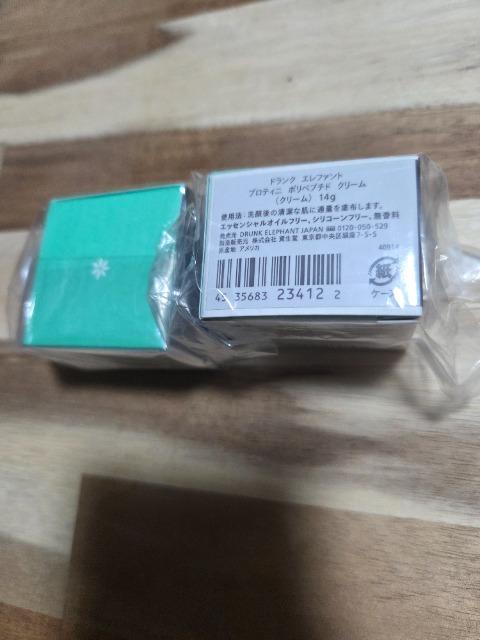 ドランク エレファント
プロティニ ポリペプチド クリーム
(クリーム) 14g
使用法:洗顔後の清潔な肌に適量を塗布します。
エッセンシャルオイルフリー、シリコーンフリー、無香料
発売元 DRUNK ELEPHANT JAPAN 0120-050-529
製造販売元 株式会社 資生堂 東京都中央区銀座7-5-5
原産地: アメリカ
40914
紙
35683 23412 2